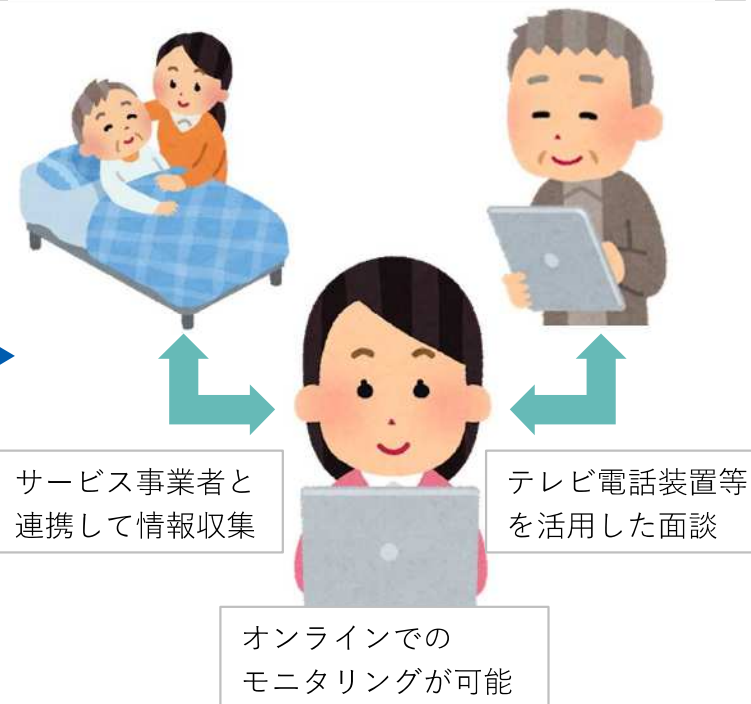 サービス事業者と
連携して情報収集
テレビ電話装置等
を活用した面談
オンラインでの
モニタリングが可能